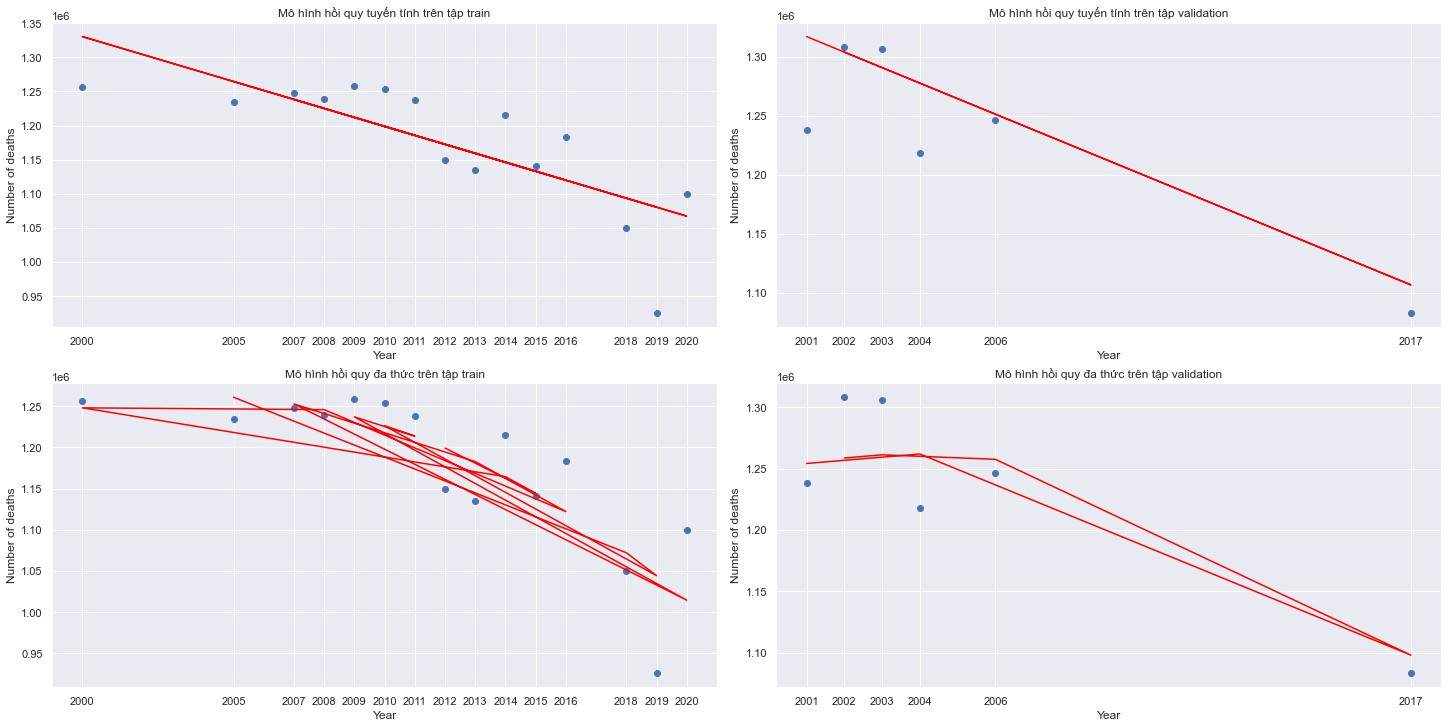 Mô hình hồi quy tuyến tính trên tập train
1e6
1.35
1.30
1.25
1.20
1.15
1.10
1.05
1.00
0.95
Number of deaths
2000 2005 2007 2008 2009 2010 2011 2012 2013 2014 2015 2016 2018 2019 2020
Year
Mô hình hồi quy tuyến tính trên tập validation
1e6
1.30
1.25
1.20
1.15
1.10
Number of deaths
2001 2002 2003 2004 2006 2017
Year
Mô hình hồi quy đa thức trên tập train
1e6
1.25
1.20
1.15
1.10
1.05
1.00
0.95
Number of deaths
2000 2005 2007 2008 2009 2010 2011 2012 2013 2014 2015 2016 2018 2019 2020
Year
Mô hình hồi quy đa thức trên tập validation
1e6
1.30
1.25
1.20
1.15
1.10
Number of deaths
2001 2002 2003 2004 2006 2017
Year